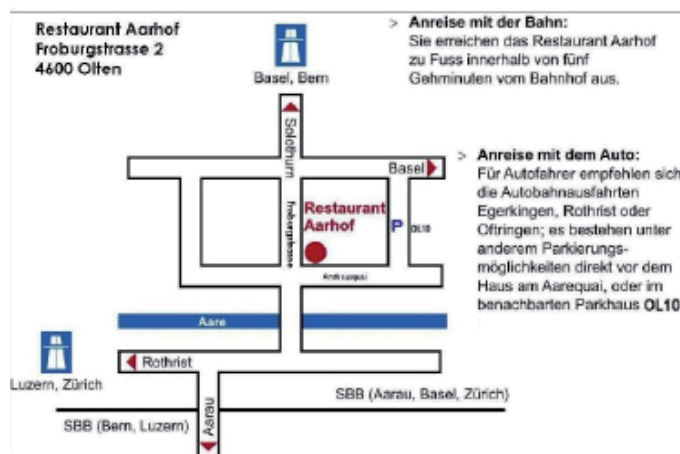 Restaurant Aarhof
Froburgstrasse 2
4600 Olten
Basel, Bern
> Anreise mit der Bahn:
Sie erreichen das Restaurant Aarhof
zu Fuss innerhalb von fünf
Gehminuten vom Bahnhof aus.
Solothurn
Basel
> Anreise mit dem Auto:
Für Autofahrer empfehlen sich
die Autobahnausfahrten
Egerkingen, Rothrist oder
Oftringen; es bestehen unter
anderem Parkierungs-
möglichkeiten direkt vor dem
Haus am Aarequai, oder im
benachbarten Parkhaus OL10
Froburgstrasse
Restaurant
Aarhof
P
OL10
Aare
Rothrist
Luzern, Zürich
Aarau
SBB (Aarau, Basel, Zürich)
SBB (Bern, Luzern)